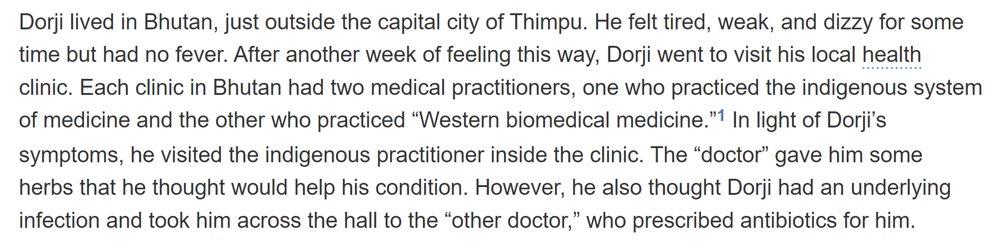 Dorji lived in Bhutan, just outside the capital city of Thimpu. He felt tired, weak, and dizzy for some
time but had no fever. After another week of feeling this way, Dorji went to visit his local health
clinic. Each clinic in Bhutan had two medical practitioners, one who practiced the indigenous system
of medicine and the other who practiced “Western biomedical medicine.”1 In light of Dorji’s
symptoms, he visited the indigenous practitioner inside the clinic. The “doctor” gave him some
herbs that he thought would help his condition. However, he also thought Dorji had an underlying
infection and took him across the hall to the “other doctor,” who prescribed antibiotics for him.